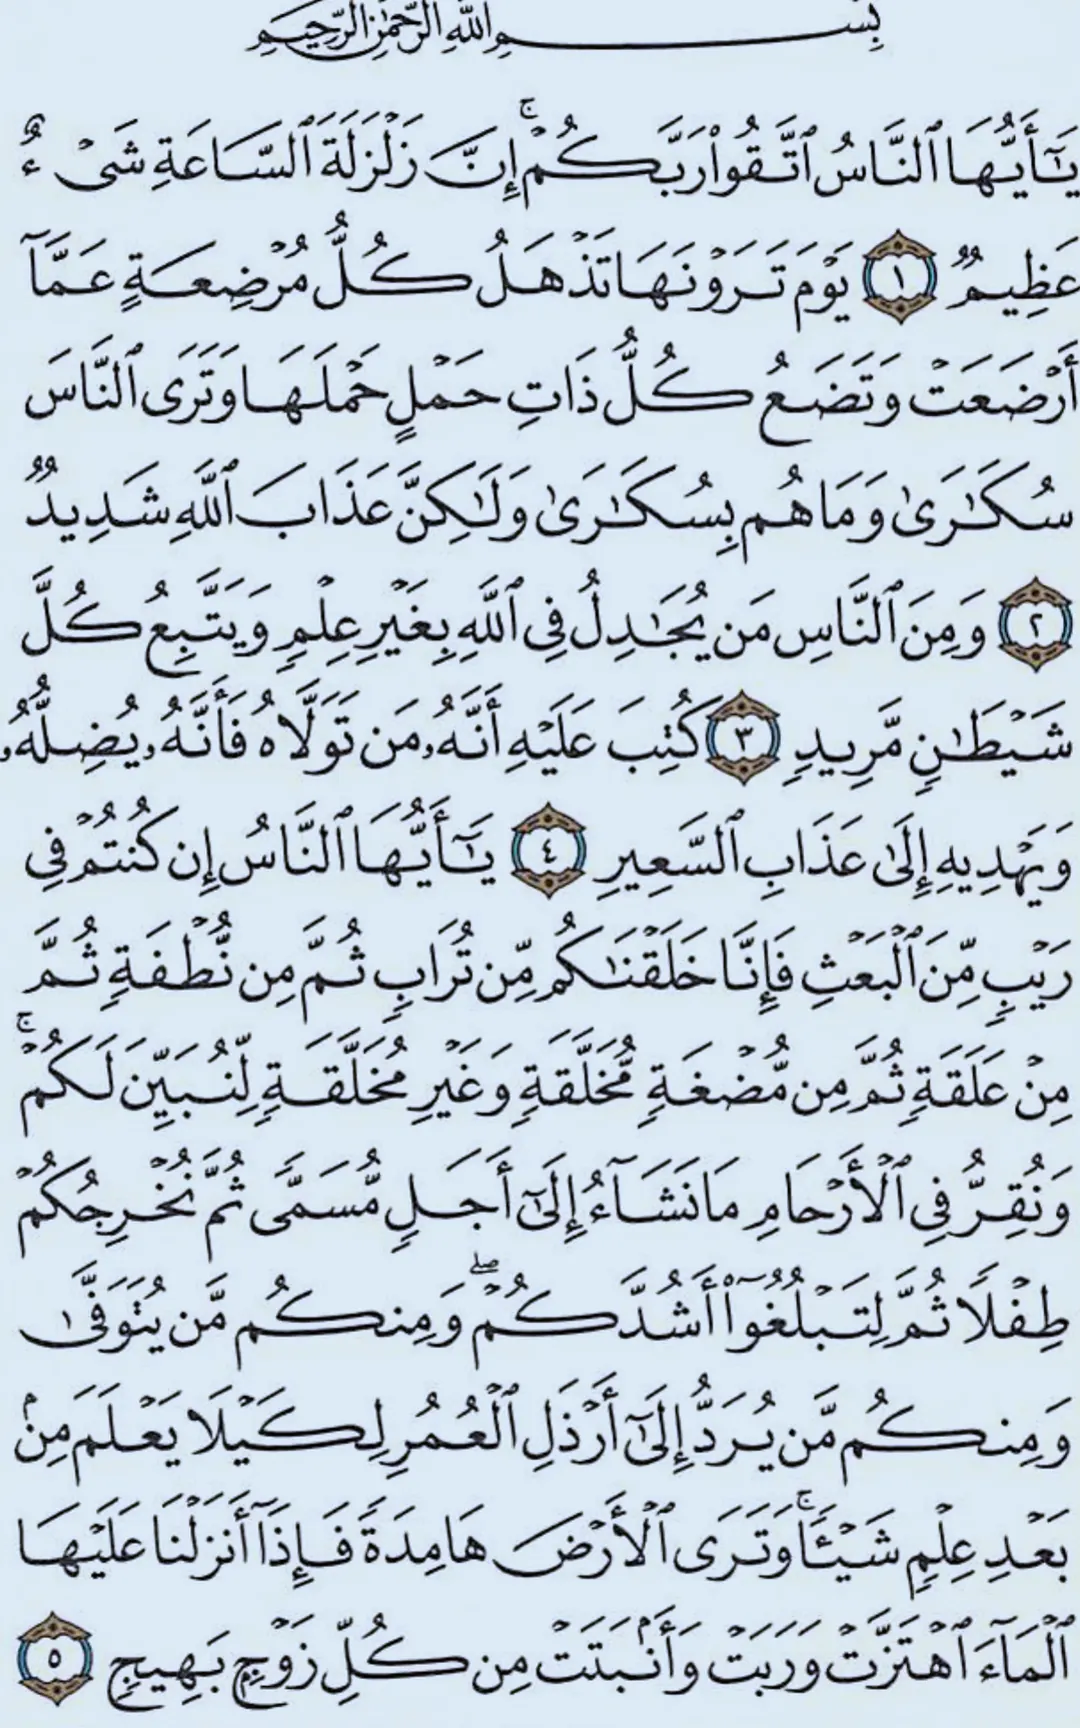 بِسۡمِ ٱللَّهِ ٱلرَّحۡمَٰنِ ٱلرَّحِيمِ
يَٰٓأَيُّهَا ٱلنَّاسُ ٱتَّقُواْ رَبَّكُمۡۚ إِنَّ زَلۡزَلَةَ ٱلسَّاعَةِ شَيۡءٌ
عَظِيمٞ ١ يَوۡمَ تَرَوۡنَهَا تَذۡهَلُ كُلُّ مُرۡضِعَةٍ عَمَّآ
أَرۡضَعَتۡ وَتَضَعُ كُلُّ ذَاتِ حَمۡلٍ حَمۡلَهَا وَتَرَى ٱلنَّاسَ
سُكَٰرَىٰ وَمَا هُم بِسُكَٰرَىٰ وَلَٰكِنَّ عَذَابَ ٱللَّهِ شَدِيدٞ
٢ وَمِنَ ٱلنَّاسِ مَن يُجَٰدِلُ فِي ٱللَّهِ بِغَيۡرِ عِلۡمٖ وَيَتَّبِعُ كُلَّ
شَيۡطَٰنٖ مَّرِيدٖ ٣ كُتِبَ عَلَيۡهِ أَنَّهُۥ مَن تَوَلَّاهُ فَأَنَّهُۥ يُضِلُّهُۥ
وَيَهۡدِيهِ إِلَىٰ عَذَابِ ٱلسَّعِيرِ ٤ يَٰٓأَيُّهَا ٱلنَّاسُ إِن كُنتُمۡ فِي
رَيۡبٖ مِّنَ ٱلۡبَعۡثِ فَإِنَّا خَلَقۡنَٰكُم مِّن تُرَابٖ ثُمَّ مِن نُّطۡفَةٖ ثُمَّ
مِنۡ عَلَقَةٖ ثُمَّ مِن مُّضۡغَةٖ مُّخَلَّقَةٖ وَغَيۡرِ مُخَلَّقَةٖ لِّنُبَيِّنَ لَكُمۡۚ
وَنُقِرُّ فِي ٱلۡأَرۡحَامِ مَا نَشَآءُ إِلَىٰٓ أَجَلٖ مُّسَمّٗى ثُمَّ نُخۡرِجُكُمۡ
طِفۡلٗا ثُمَّ لِتَبۡلُغُوٓاْ أَشُدَّكُمۡۖ وَمِنكُم مَّن يُتَوَفَّىٰ
وَمِنكُم مَّن يُرَدُّ إِلَىٰٓ أَرۡذَلِ ٱلۡعُمُرِ لِكَيۡلَا يَعۡلَمَ مِنۢ
بَعۡدِ عِلۡمٖ شَيۡـٔٗاۚ وَتَرَى ٱلۡأَرۡضَ هَامِدَةٗ فَإِذَآ أَنزَلۡنَا عَلَيۡهَا
ٱلۡمَآءَ ٱهۡتَزَّتۡ وَرَبَتۡ وَأَنۢبَتَتۡ مِن كُلِّ زَوۡجِۭ بَهِيجٖ ٥